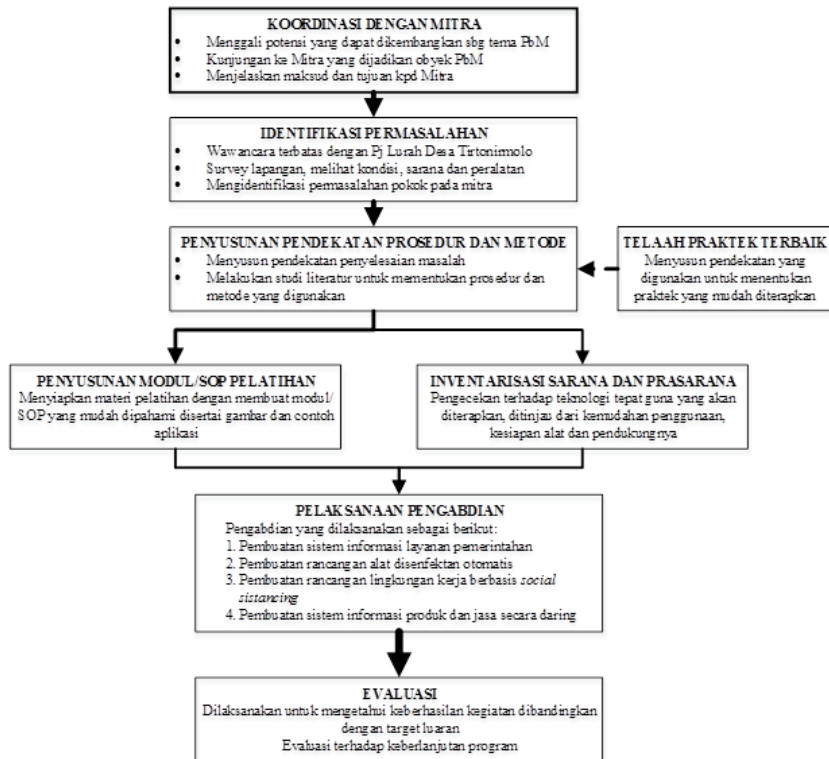 KOORDINASI DENGAN MITRA
• Menggali potensi yang dapat dikembangkan sbg tema PbM
• Kunjungan ke Mitra yang dijadikan obyek PbM
• Menjelaskan maksud dan tujuan kpd Mitra
IDENTIFIKASI PERMASALAHAN
• Wawancara terbatas dengan Pj Lurah Desa Tirtonirmolo
• Survey lapangan, melihat kondisi, sarana dan peralatan
• Mengidentifikasi permasalahan pokok pada mitra
PENYUSUNAN PENDEKATAN PROSEDUR DAN METODE
• Menyusun pendekatan penyelesaian masalah
• Melakukan studi literatur untuk mementukan prosedur dan
metode yang digunakan
TELAAH PRAKTEK TERBAIK
Menyusun pendekatan yang
digunakan untuk menentukan
praktek yang mudah diterapkan
PENYUSUNAN MODUL/SOP PELATIHAN
Menyiapkan materi pelatihan dengan membuat modul/
SOP yang mudah dipahami disertai gambar dan contoh
aplikasi
INVENTARISASI SARANA DAN PRASARANA
Pengecekan terhadap teknologi tepat guna yang akan
diterapkan, ditinjau dari kemudahan penggunaan,
kesiapan alat dan pendukungnya
PELAKSANAAN PENGABDIAN
Pengabdian yang dilaksanakan sebagai berikut:
1. Pembuatan sistem informasi layanan pemerintahan
2. Pembuatan rancangan alat disenfektan otomatis
3. Pembuatan rancangan lingkungan kerja berbasis social
sistancing
4. Pembuatan sistem informasi produk dan jasa secara daring
EVALUASI
Dilaksanakan untuk mengetahui keberhasilan kegiatan dibandingkan
dengan target luaran
Evaluasi terhadap keberlanjutan program